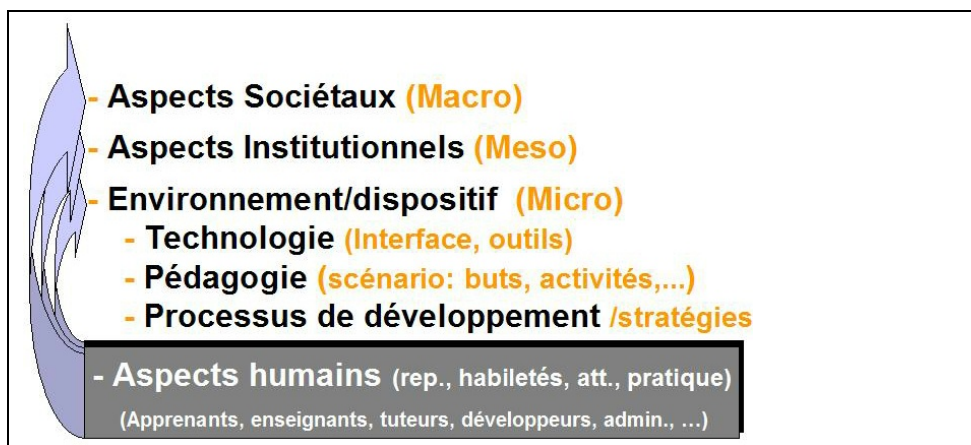 - Aspects Sociétaux (Macro)
- Aspects Institutionnels (Meso)
- Environnement/dispositif (Micro)
- Technologie (Interface, outils)
- Pédagogie (scénario: buts, activités,...)
- Processus de développement /stratégies
- Aspects humains (rep., habiletés, att., pratique)
(Apprenants, enseignants, tuteurs, développeurs, admin., ...)